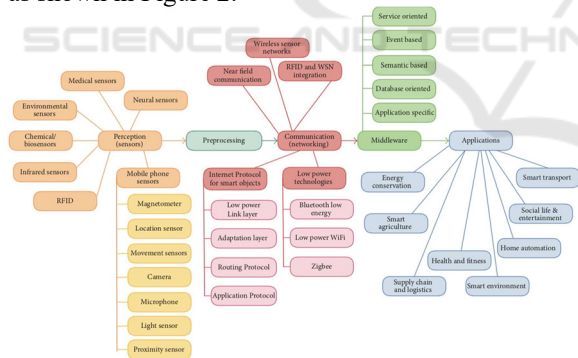 as shown in Figure 2.
SCIENCE AND TECHN
Service oriented
Event based
Semantic based
Database oriented
Application specific
Wireless sensor
networks
Near field
communication
RFID and WSN
integration
Medical sensors
Neural sensors
Environmental
sensors
Chemical/
biosensors
Infrared sensors
RFID
Perception
(sensors)
Preprocessing
Communication
(networking)
Middleware
Applications
Mobile phone
sensors
Magnetometer
Location sensor
Movement sensors
Camera
Microphone
Light sensor
Proximity sensor
Internet Protocol
for smart objects
Low power
Link layer
Adaptation layer
Routing Protocol
Application Protocol
Low power
technologies
Bluetooth low
energy
Low power WiFi
Zigbee
Energy
conservation
Smart
agriculture
Supply chain
and logistics
Health and fitness
Smart environment
Home automation
Social life &
entertainment
Smart transport